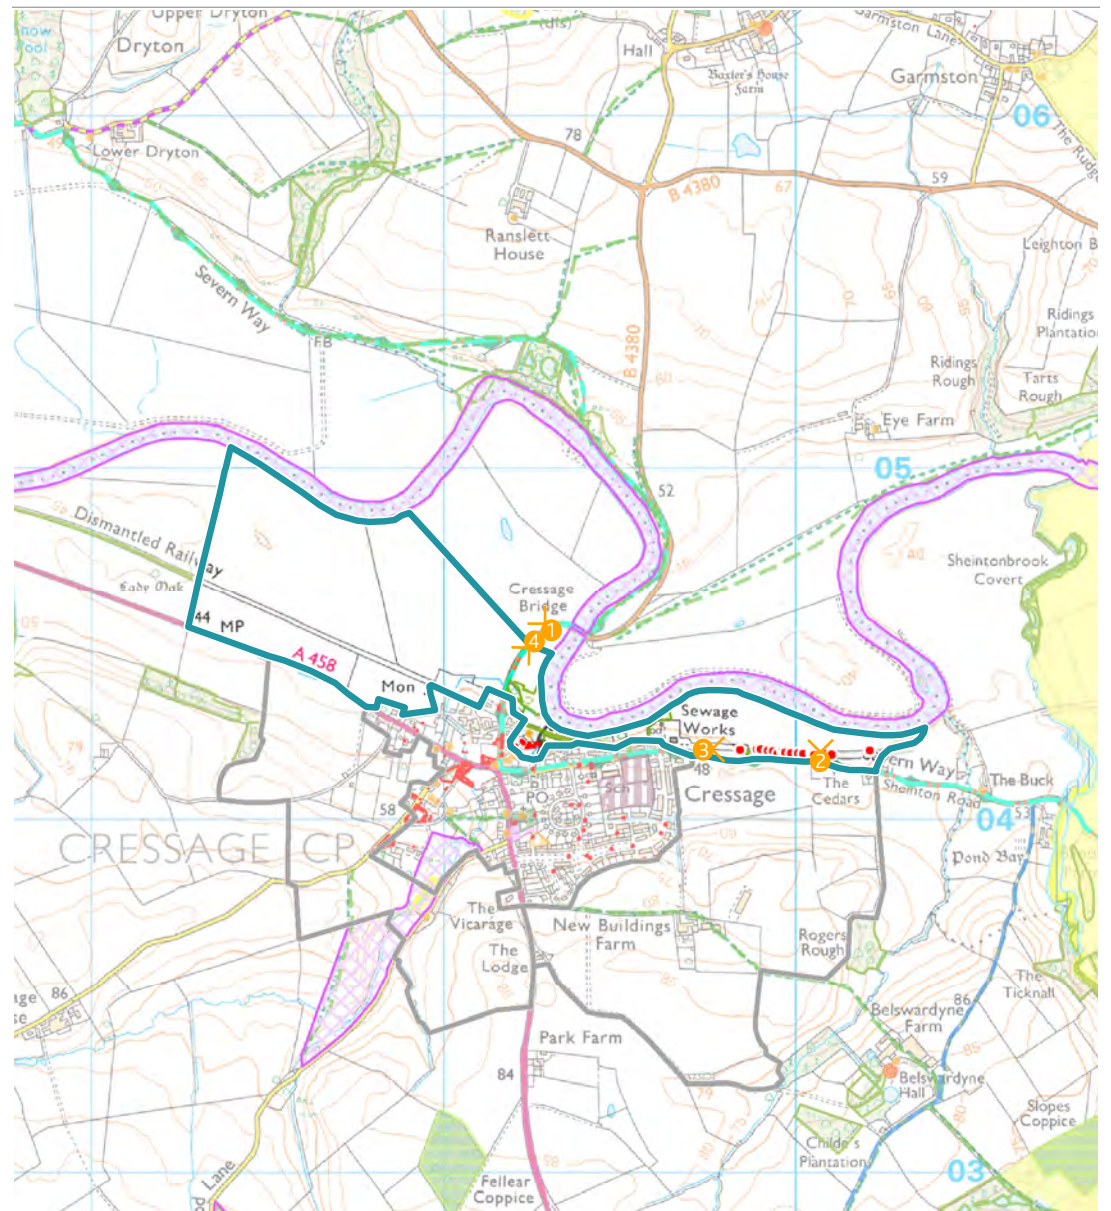 Upper Dryton
(dis)
Garmston Lane
Dryton
Hall
Baxter's House
Farm
Garmston
06
The Rudge
Lower Dryton
78
59
67
B 4380
Ranslett
House
Leighton B
Severn Way
Ridings
Plantation
FB
B 4380
Ridings
Rough
Tarts
Rough
Eye Farm
05
52
Dismantled Railway
Lady Oak
Sheintonbrook
Covert
Cressage
Bridge
1
4
44 MP
A 458
Mon
Sewage
Works
3
2
48
Severn Way
The
Cedars
Sheinton Road
The Buck
PO
Sch
Cressage
58
53
04
CRESSAGE CP
Pond Bay
The
Vicarage
New Buildings
Farm
Rogers
Rough
The
Lodge
The
Ticknall
86
86
Belswardyne
Farm
Park Farm
84
Belswardyne
Hall
Slopes
Coppice
Childe's
Plantation
03
Lane
Fellear
Coppice